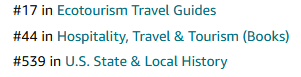 #17 in Ecotourism Travel Guides
#44 in Hospitality, Travel & Tourism (Books)
#539 in U.S. State & Local History